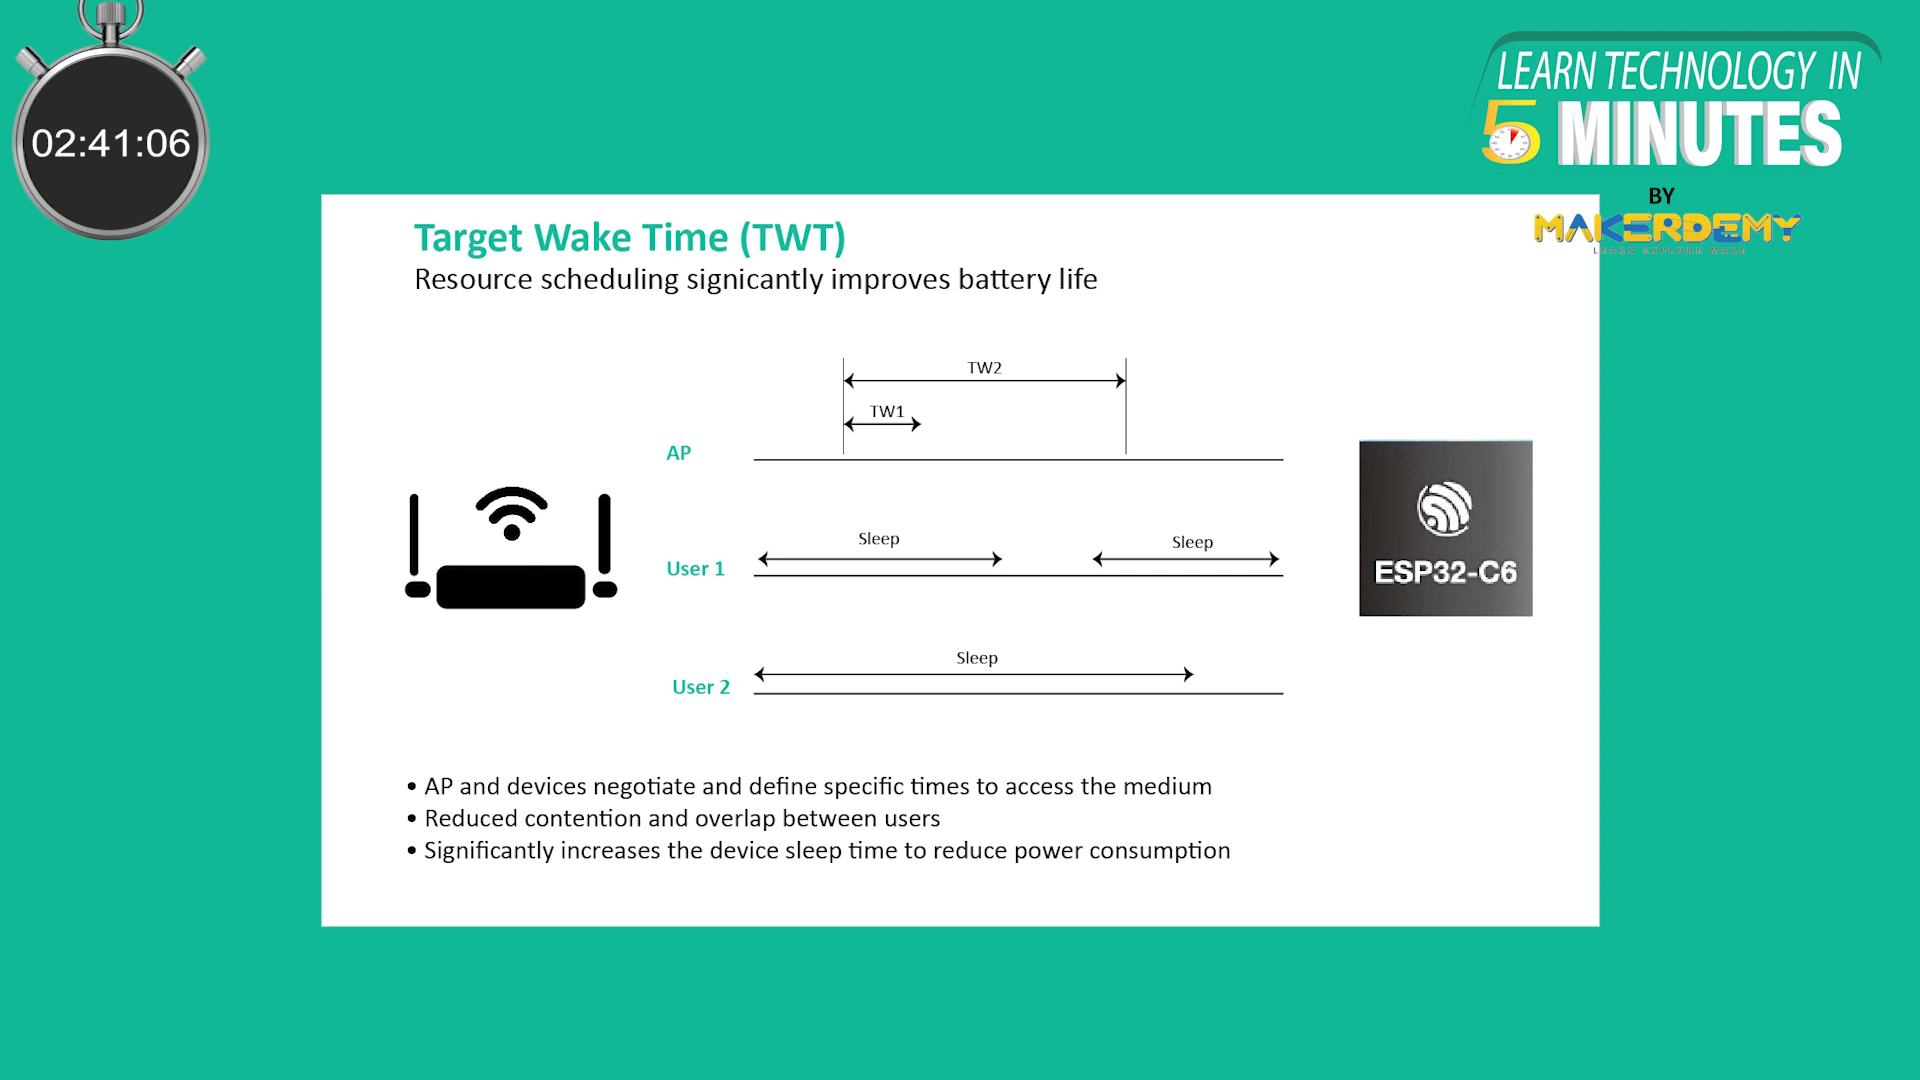 02:41:06
LEARN TECHNOLOGY IN
5 MINUTES
BY
MAKERDEMY
LEARN EXPLORE MAKE
Target Wake Time (TWT)
Resource scheduling signicantly improves battery life
TW2
TW1
AP
Sleep
Sleep
User 1
ESP32-C6
Sleep
User 2
• AP and devices negotiate and define specific times to access the medium
• Reduced contention and overlap between users
• Significantly increases the device sleep time to reduce power consumption